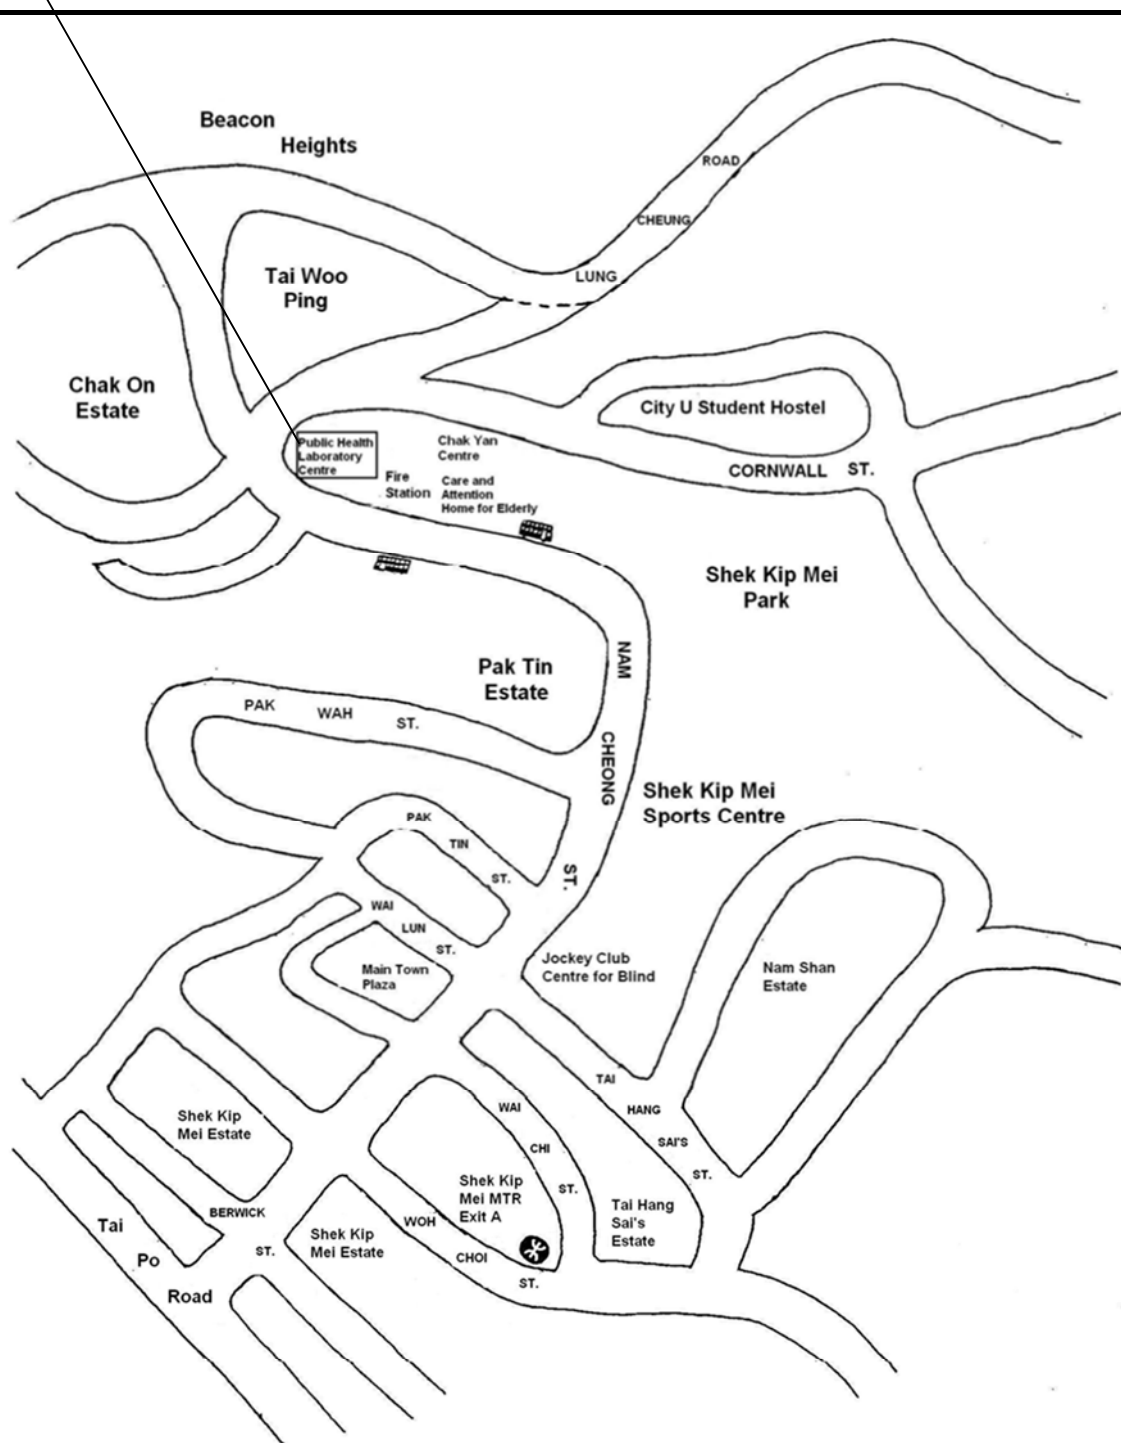 Beacon
Heights
ROAD
CHEUNG
LUNG
Tai Woo
Ping
Chak On
Estate
City U Student Hostel
Public Health
Laboratory
Centre
Chak Yan
Centre
Fire
Station
Care and
Attention
Home for Elderly
CORNWALL ST.
Shek Kip Mei
Park
NAM
CHEONG
ST.
Pak Tin
Estate
PAK WAH ST.
Shek Kip Mei
Sports Centre
PAK
TIN
ST.
WAI
LUN
ST.
Main Town
Plaza
Jockey Club
Centre for Blind
Nam Shan
Estate
TAI
HANG
SAI'S
ST.
WAI
CHI
ST.
Shek Kip
Mei Estate
Shek Kip
Mei MTR
Exit A
Tai Hang
Sai's
Estate
BERWICK
ST.
Shek Kip
Mei Estate
WOH
CHOI
ST.
Tai
Po
Road